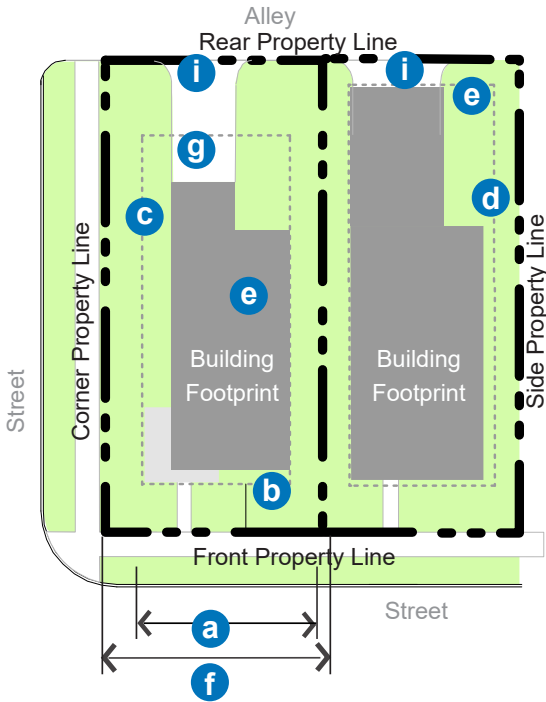 Alley
Rear Property Line
i
i
e
g
c
d
Corner Property Line
Side Property Line
e
Building
Footprint
Building
Footprint
Street
b
Front Property Line
Street
a
f